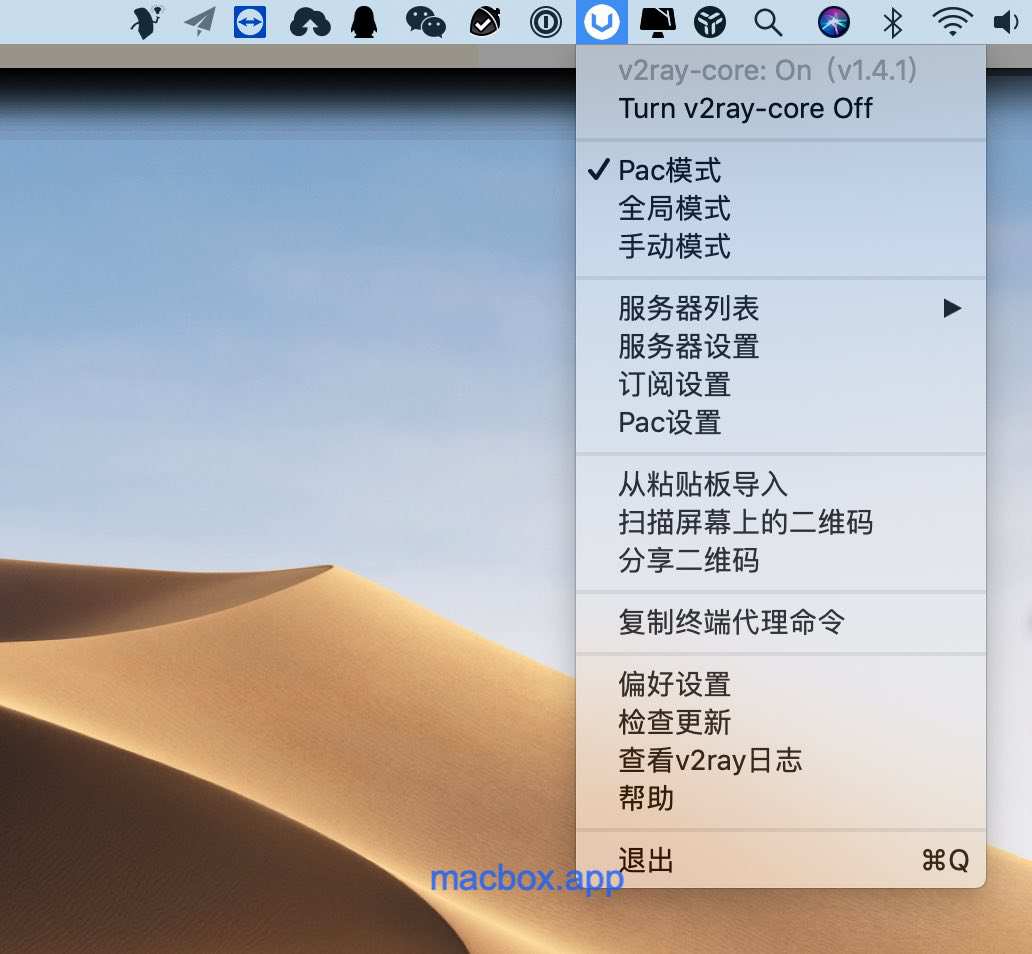 v2ray-core: On  (v1.4.1)
Turn v2ray-core Off
✓ Pac模式
全局模式
手动模式
服务器列表 ▶
服务器设置
订阅设置
Pac设置
从粘贴板导入
扫描屏幕上的二维码
分享二维码
复制终端代理命令
偏好设置
检查更新
查看v2ray日志
帮助
退出 ⌘Q
macbox.app